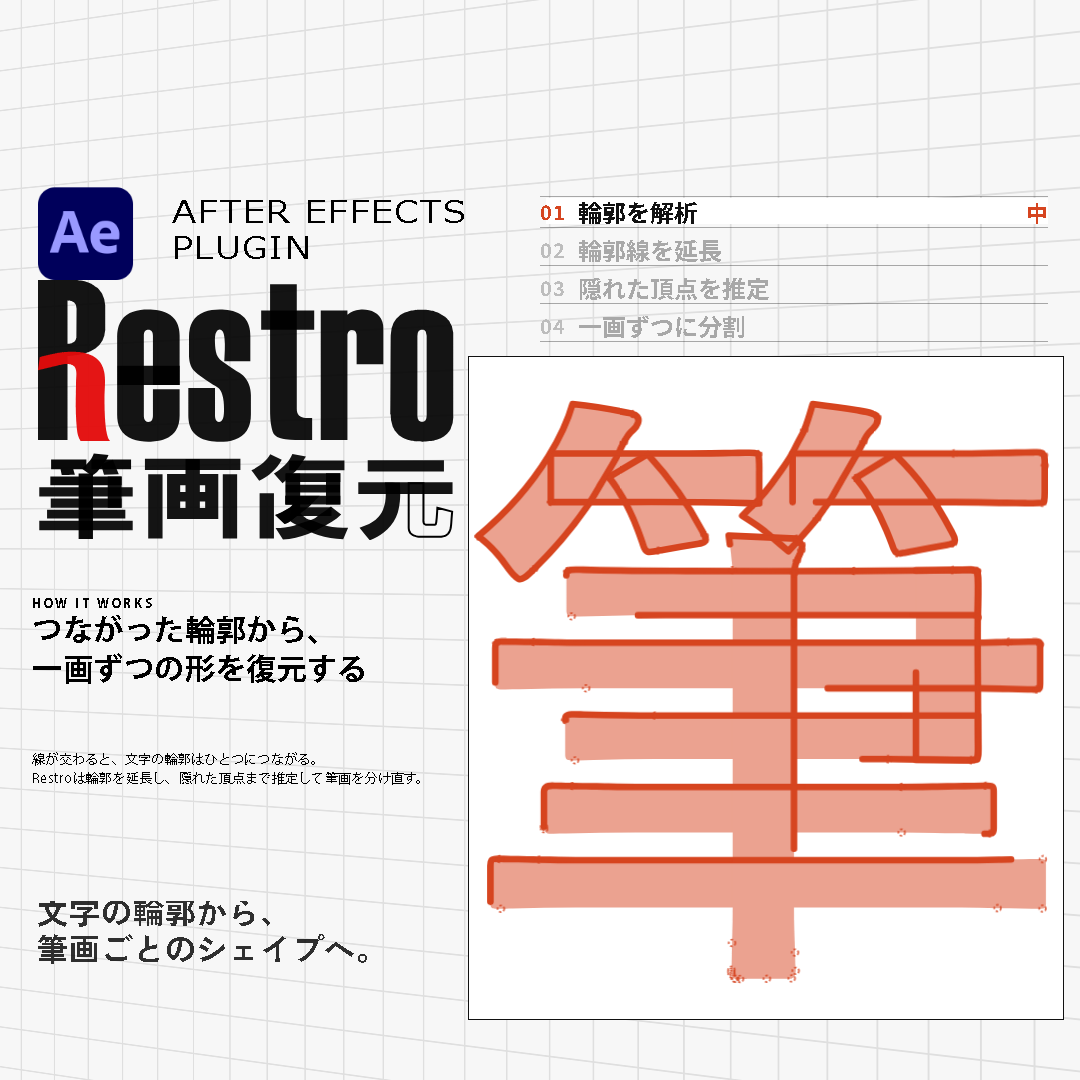 Ae
AFTER EFFECTS
PLUGIN
Restro
筆画復元
01 輪郭を解析 中
02 輪郭線を延長
03 隠れた頂点を推定
04 一画ずつに分割
HOW IT WORKS
つながった輪郭から、
一画ずつの形を復元する
線が交わると、文字の輪郭はひとつにつながる。
Restroは輪郭を延長し、隠れた頂点まで推定して筆画を分け直す。
文字の輪郭から、
筆画ごとのシェイプへ。
筆